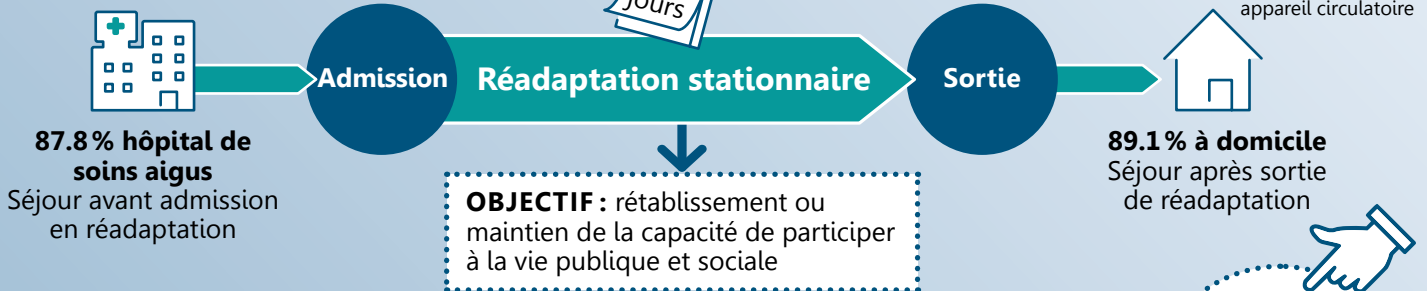 jours
appareil circulatoire
Admission
Réadaptation stationnaire
Sortie
87.8 % hôpital de
soins aigus
Séjour avant admission
en réadaptation
89.1 % à domicile
Séjour après sortie
de réadaptation
OBJECTIF : rétablissement ou
maintien de la capacité de participer
à la vie publique et sociale